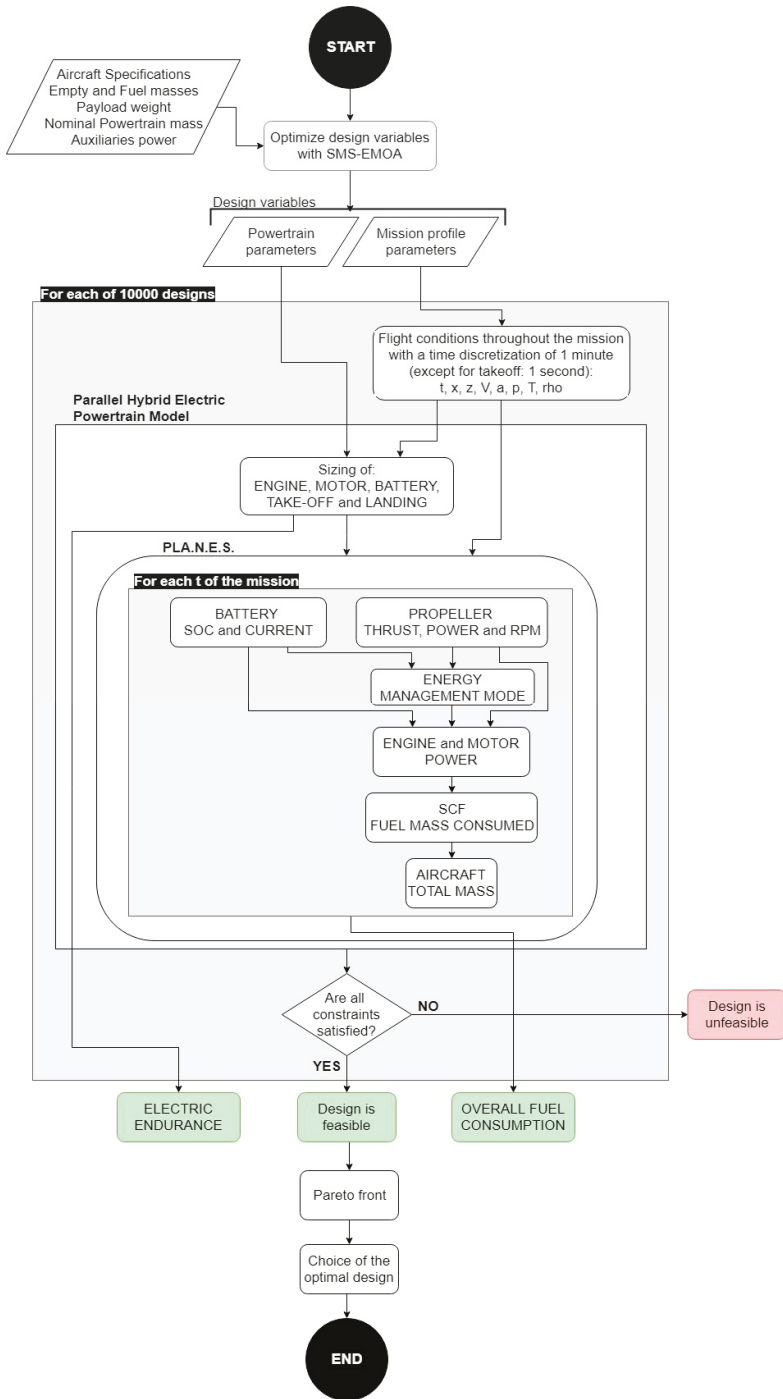 START
Aircraft Specifications
Empty and Fuel masses
Payload weight
Nominal Powertrain mass
Auxiliaries power
Optimize design variables
with SMS-EMOA
Design variables
Powertrain
parameters
Mission profile
parameters
For each of 10000 designs
Flight conditions throughout the mission
with a time discretization of 1 minute
(except for takeoff: 1 second):
t, x, z, V, a, p, T, rho
Parallel Hybrid Electric
Powertrain Model
Sizing of:
ENGINE, MOTOR, BATTERY,
TAKE-OFF and LANDING
PLA.N.E.S.
For each t of the mission
BATTERY
SOC and CURRENT
PROPELLER
THRUST, POWER and RPM
ENERGY
MANAGEMENT MODE
ENGINE and MOTOR
POWER
SCF
FUEL MASS CONSUMED
AIRCRAFT
TOTAL MASS
Are all
constraints
satisfied?
NO
Design is
unfeasible
YES
ELECTRIC
ENDURANCE
Design is
feasible
OVERALL FUEL
CONSUMPTION
Pareto front
Choice of the
optimal design
END